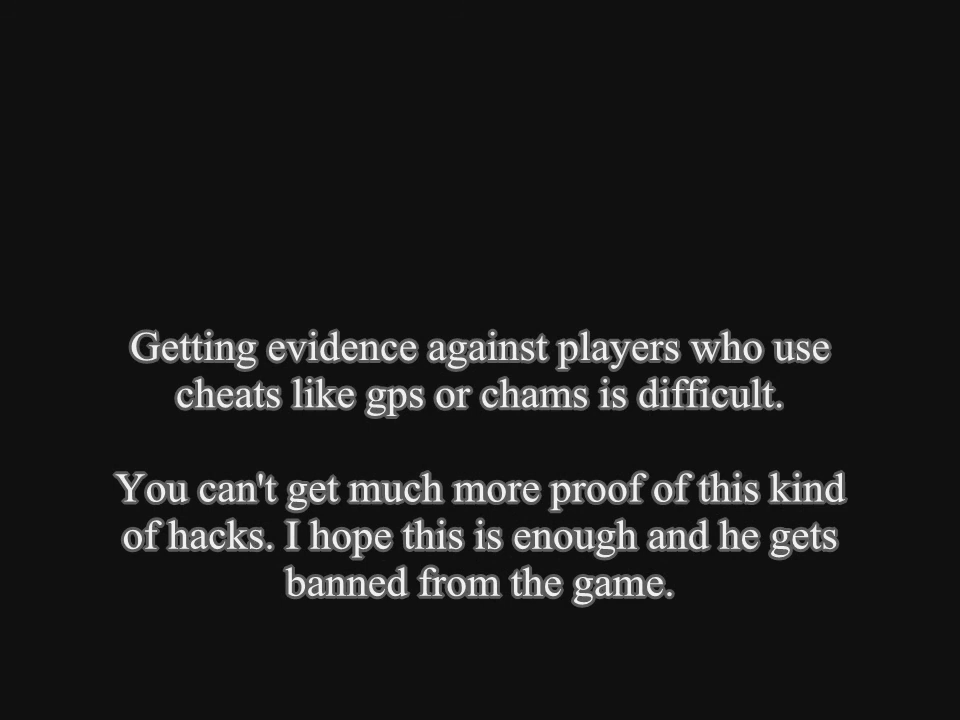 Getting evidence against players who use
cheats like gps or chams is difficult.
You can't get much more proof of this kind
of hacks. I hope this is enough and he gets
banned from the game.